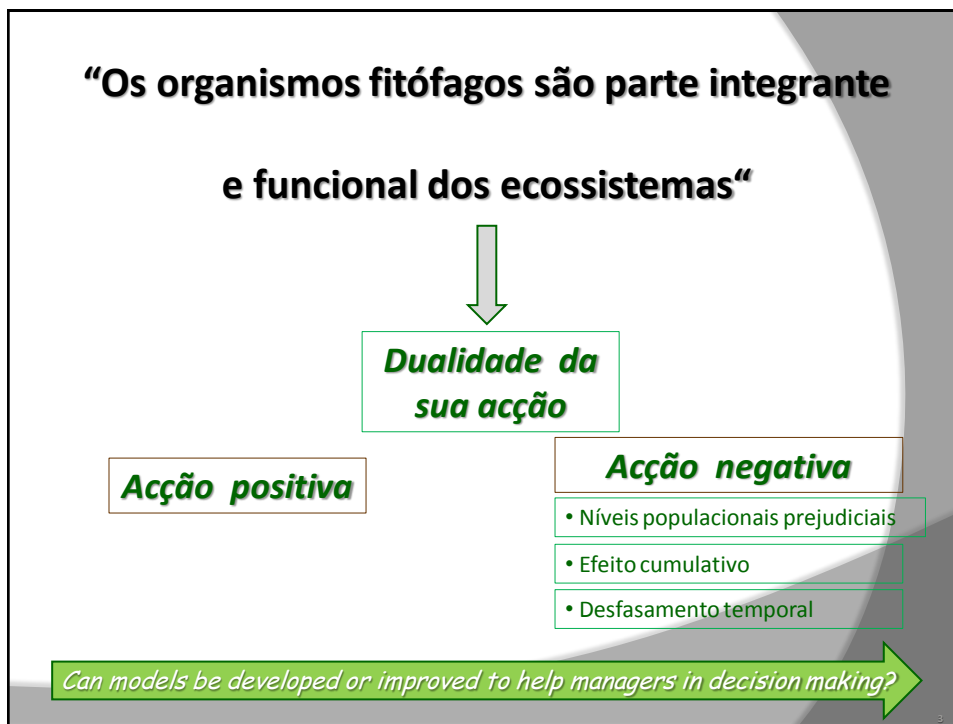 “Os organismos fitófagos são parte integrante
e funcional dos ecossistemas“
Dualidade da
sua acção
Acção positiva
Acção negativa
• Níveis populacionais prejudiciais
• Efeito cumulativo
• Desfasamento temporal
Can models be developed or improved to help managers in decision making?
3